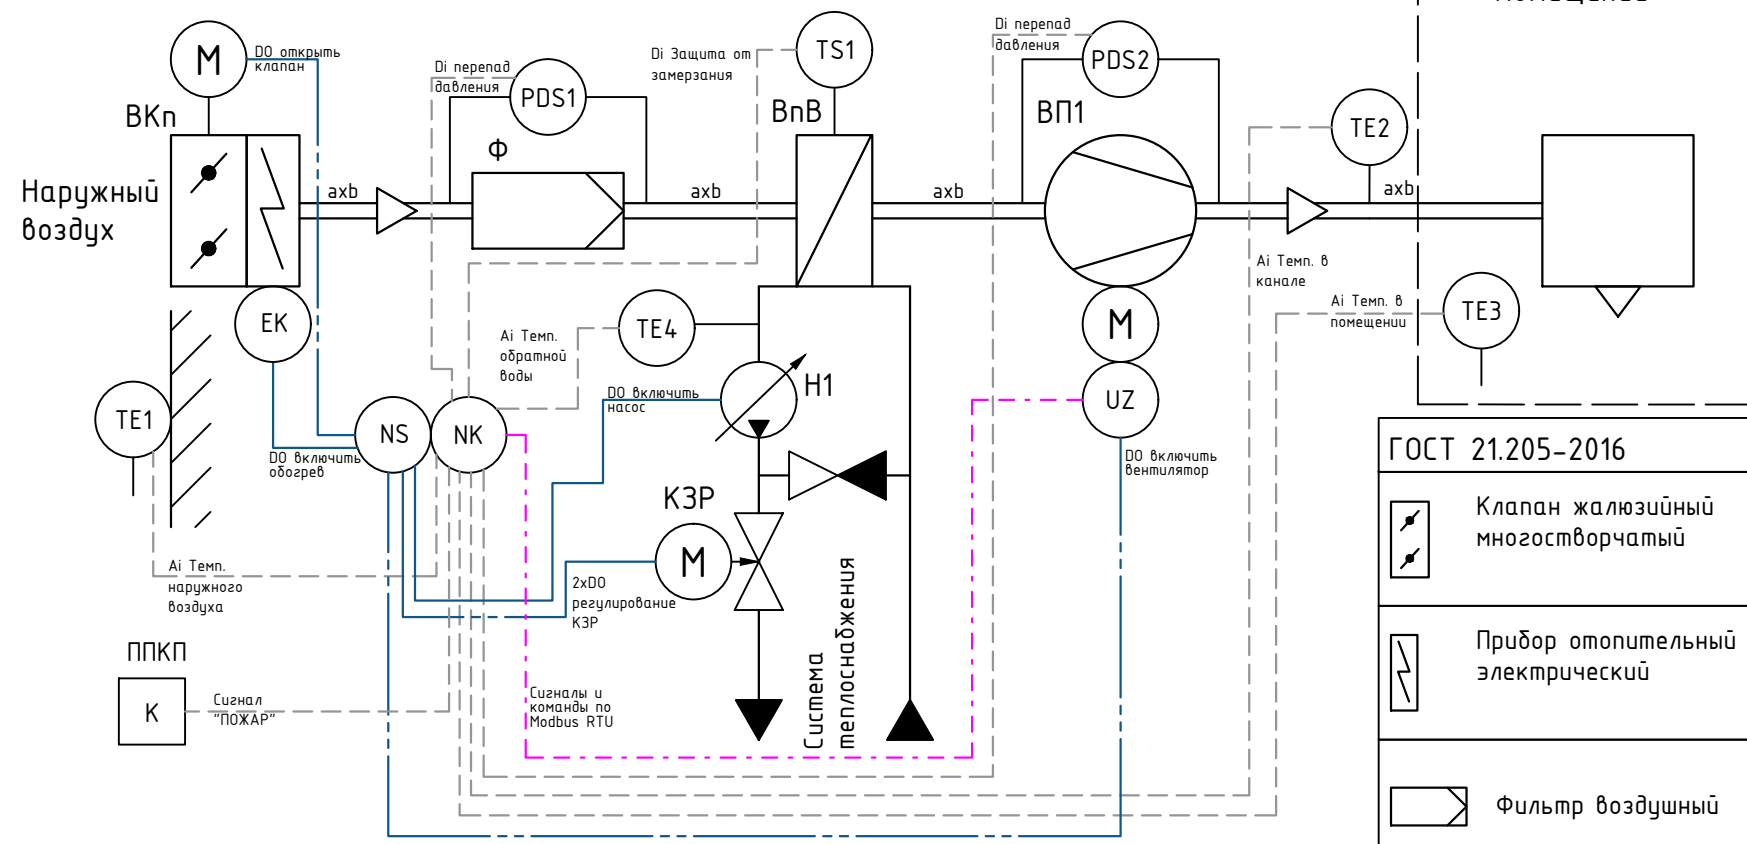 M
DO открыть
клапан
ВКп
Наружный
воздух
axb
EK
TE1
DO включить
обогрев
Ai Темп.
наружного
воздуха
ППКП
K
Сигнал
"ПОЖАР"
Di перепад
давления
PDS1
Ф
axb
Di Защита от
замерзания
TS1
ВпВ
axb
Ai Темп.
обратной
воды
TE4
NS
NK
DO включить
насос
Н1
КЗР
M
2xDO
регулирование
КЗР
Сигналы и
команды по
Modbus RTU
Система
теплоснабжения
Di перепад
давления
PDS2
ВП1
M
UZ
DO включить
вентилятор
TE2
axb
Ai Темп. в
канале
Ai Темп. в
помещении
TE3
ГОСТ 21.205-2016
Клапан жалюзийный
многостворчатый
Прибор отопительный
электрический
Фильтр воздушный